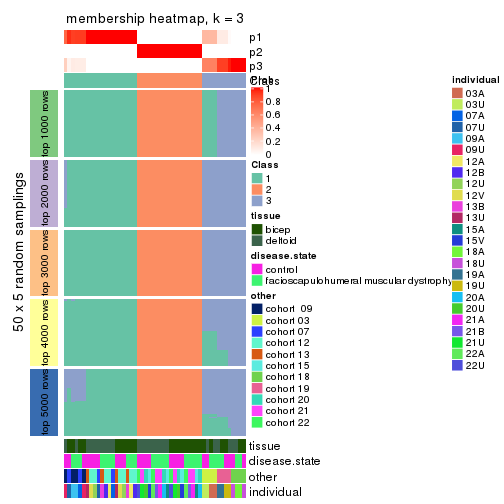 membership heatmap, k = 3
p1
p2
p3
Class
1
0.8
0.6
0.4
0.2
0
Class
1
2
3
tissue
bicep
deltoid
disease.state
control
facioscapulohumeral muscular dystrophy
other
cohort 09
cohort 03
cohort 07
cohort 12
cohort 13
cohort 15
cohort 18
cohort 19
cohort 20
cohort 21
cohort 22
individual
03A
03U
07A
07U
09A
09U
12A
12B
12U
12V
13B
13U
15A
15V
18A
18U
19A
19U
20A
20U
21A
21B
21U
22A
22U
50 x 5 random samplings
top 1000 rows
top 2000 rows
top 3000 rows
top 4000 rows
top 5000 rows
tissue
disease.state
other
individual